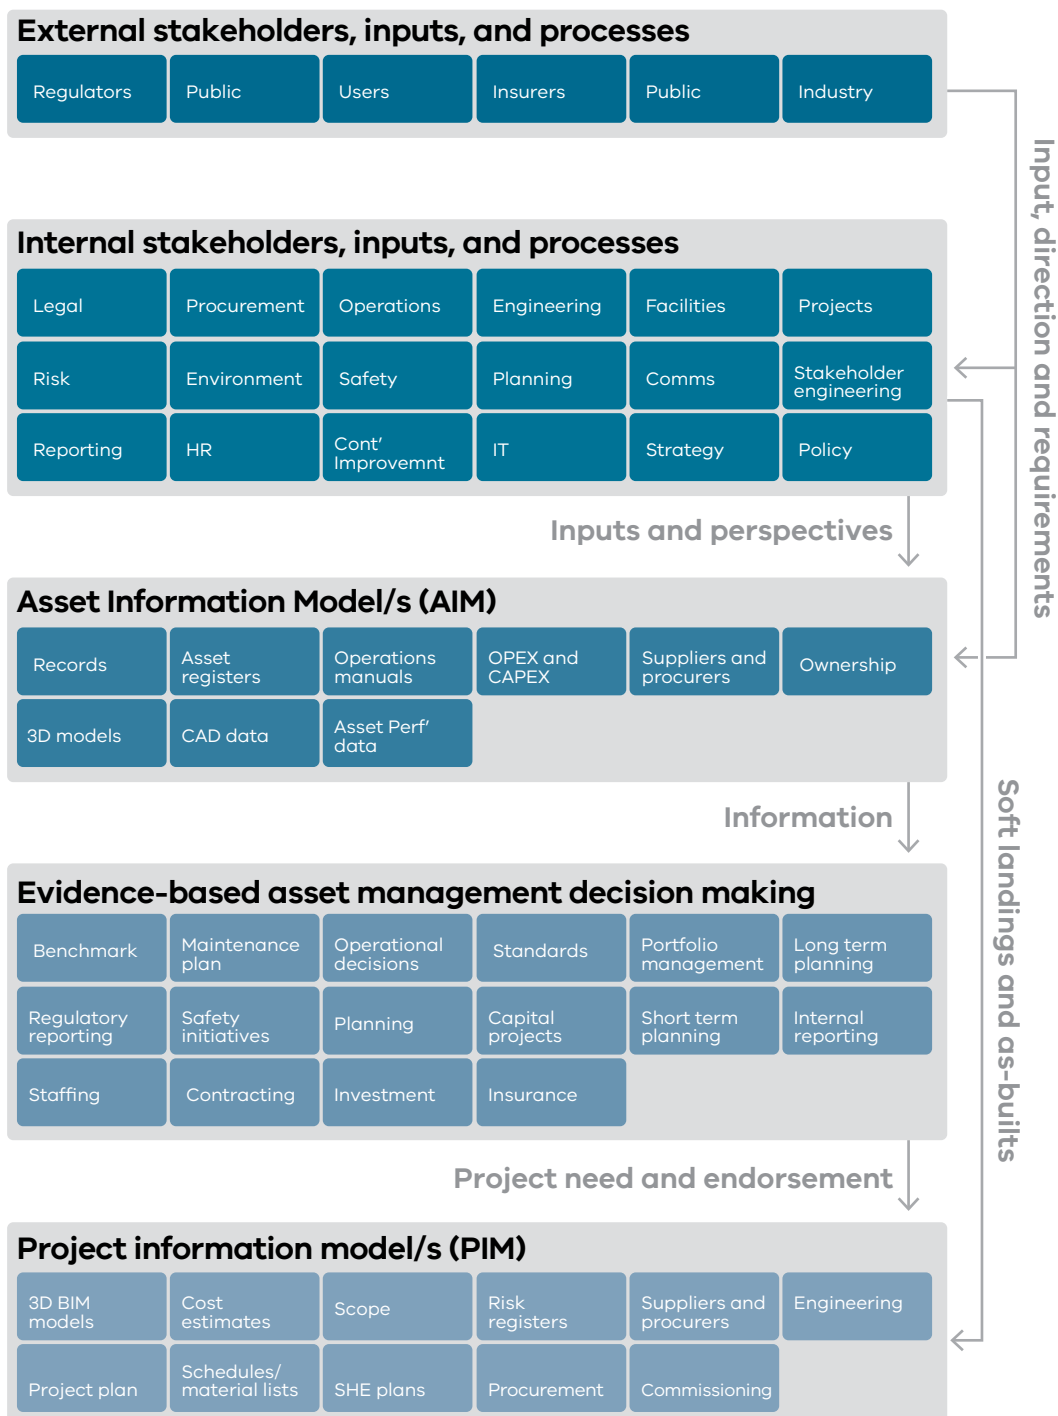 External stakeholders, inputs, and processes
Regulators
Public
Users
Insurers
Public
Industry
Input, direction and requirements
Internal stakeholders, inputs, and processes
Legal
Procurement
Operations
Engineering
Facilities
Projects
Risk
Environment
Safety
Planning
Comms
Stakeholder
engineering
Reporting
HR
Cont’
Improvemnt
IT
Strategy
Policy
Inputs and perspectives
Asset Information Model/s (AIM)
Records
Asset
registers
Operations
manuals
OPEX and
CAPEX
Suppliers and
procurers
Ownership
3D models
CAD data
Asset Perf’
data
Information
Soft landings and as-builts
Evidence-based asset management decision making
Benchmark
Maintenance
plan
Operational
decisions
Standards
Portfolio
management
Long term
planning
Regulatory
reporting
Safety
initiatives
Planning
Capital
projects
Short term
planning
Internal
reporting
Staffing
Contracting
Investment
Insurance
Project need and endorsement
Project information model/s (PIM)
3D BIM
models
Cost
estimates
Scope
Risk
registers
Suppliers and
procurers
Engineering
Project plan
Schedules/
material lists
SHE plans
Procurement
Commissioning